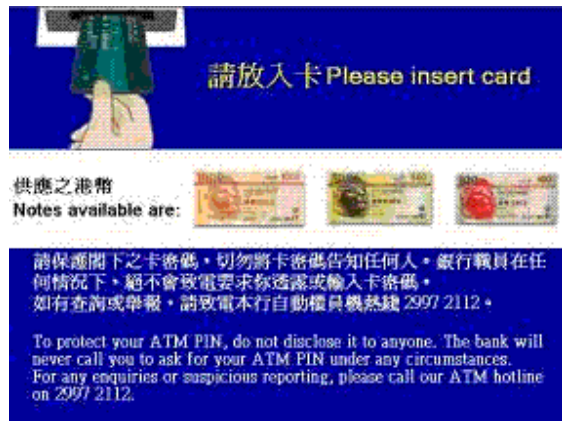 請放入卡 Please insert card
供應之港幣
Notes available are:
請保護閣下之卡密碼，切勿將卡密碼告知任何人。銀行職員在任
何情況下，絕不會致電要求你透露或輸入卡密碼。
如有查詢或舉報，請致電本行自動櫃員機熱綫 2997 2112。
To protect your ATM PIN, do not disclose it to anyone. The bank will
never call you to ask for your ATM PIN under any circumstances.
For any enquiries or suspicious reporting, please call our ATM hotline
on 2997 2112.